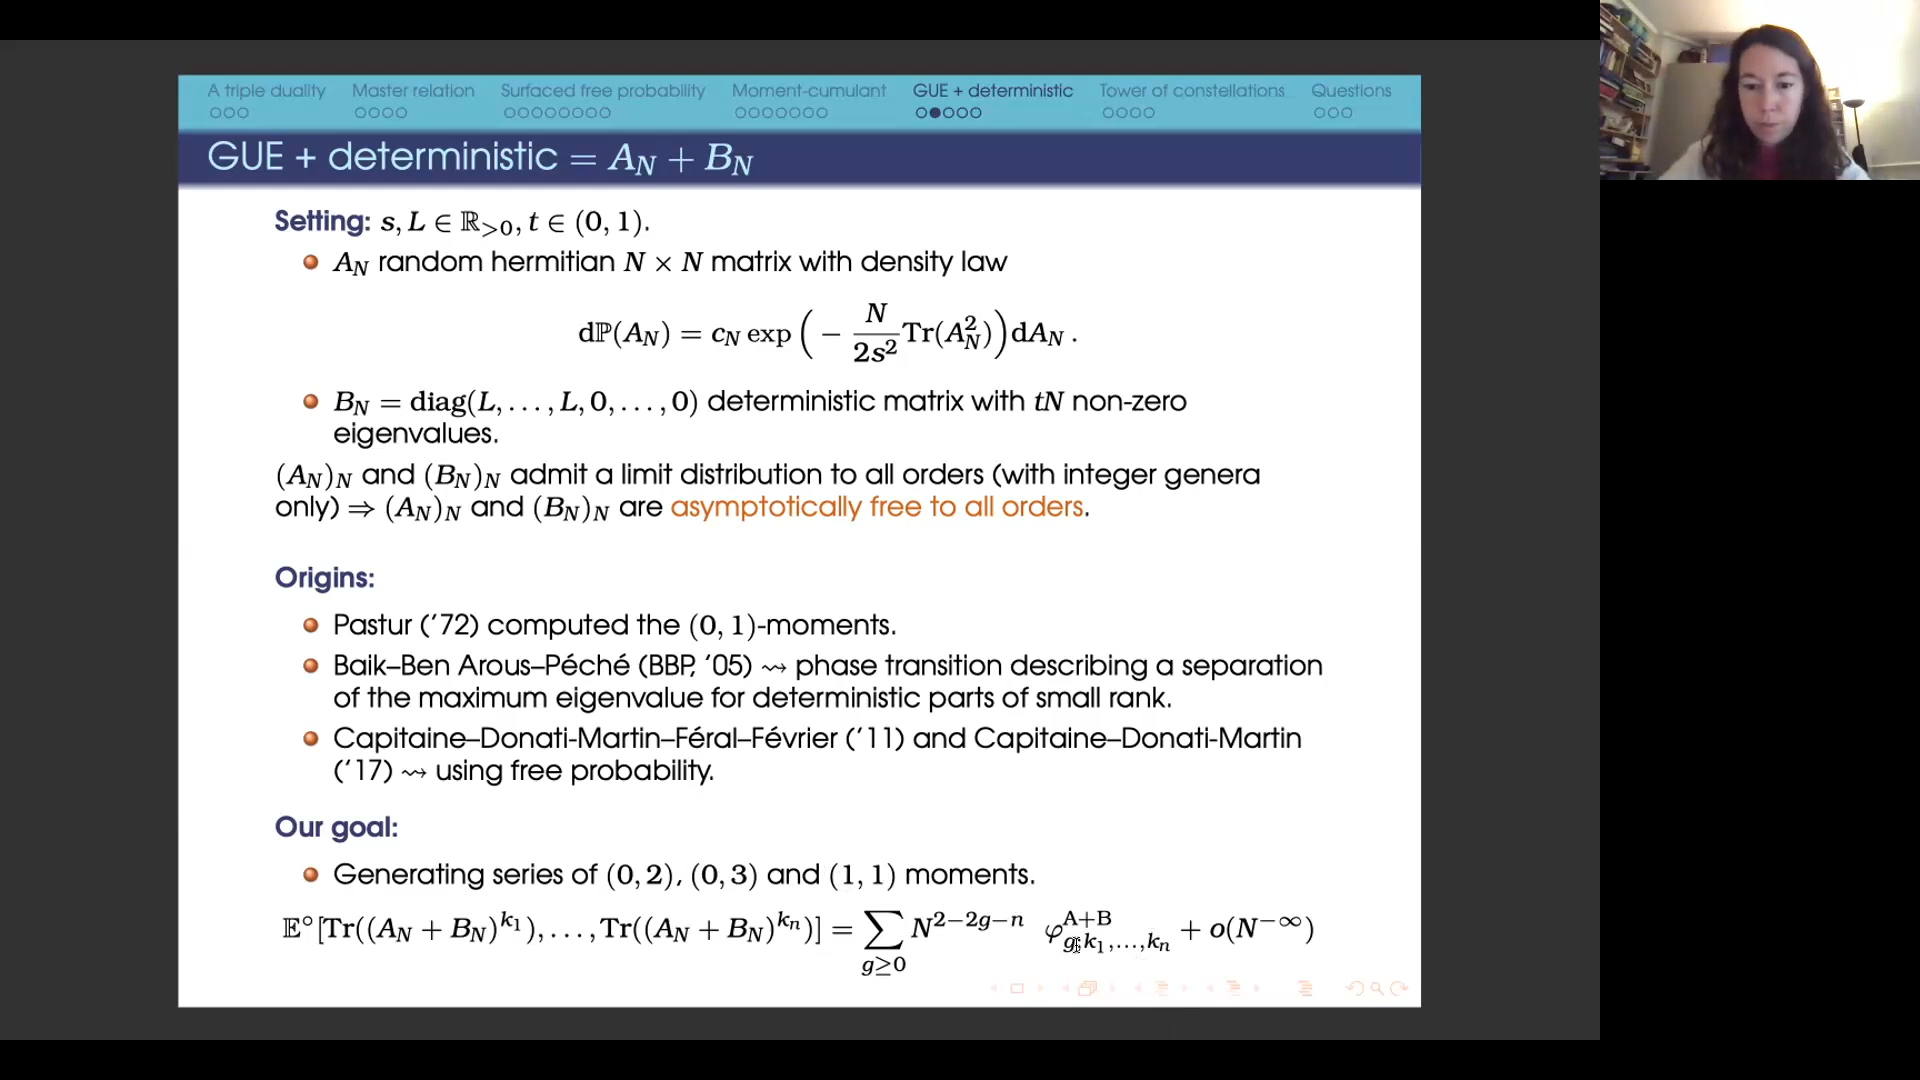 A triple duality Master relation Surfaced free probability Moment-cumulant GUE + deterministic Tower of constellations Questions
GUE + deterministic = A_N + B_N
Setting: s, L ∈ ℝ_{>0}, t ∈ (0, 1).
A_N random hermitian N × N matrix with density law
dℙ(A_N) = c_N exp( − N/(2s²) Tr(A_N²) ) dA_N .
B_N = diag(L, . . . , L, 0, . . . , 0) deterministic matrix with tN non-zero
eigenvalues.
(A_N)_N and (B_N)_N admit a limit distribution to all orders (with integer genera
only) ⇒ (A_N)_N and (B_N)_N are asymptotically free to all orders.
Origins:
Pastur ('72) computed the (0, 1)-moments.
Baik–Ben Arous–Péché (BBP, '05) ⇝ phase transition describing a separation
of the maximum eigenvalue for deterministic parts of small rank.
Capitaine–Donati-Martin–Féral–Février ('11) and Capitaine–Donati-Martin
('17) ⇝ using free probability.
Our goal:
Generating series of (0, 2), (0, 3) and (1, 1) moments.
𝔼°[Tr((A_N + B_N)^{k_1}), . . . , Tr((A_N + B_N)^{k_n})] = ∑_{g≥0} N^{2−2g−n} φ^{A+B}_{g;k_1,...,k_n} + o(N^{−∞})